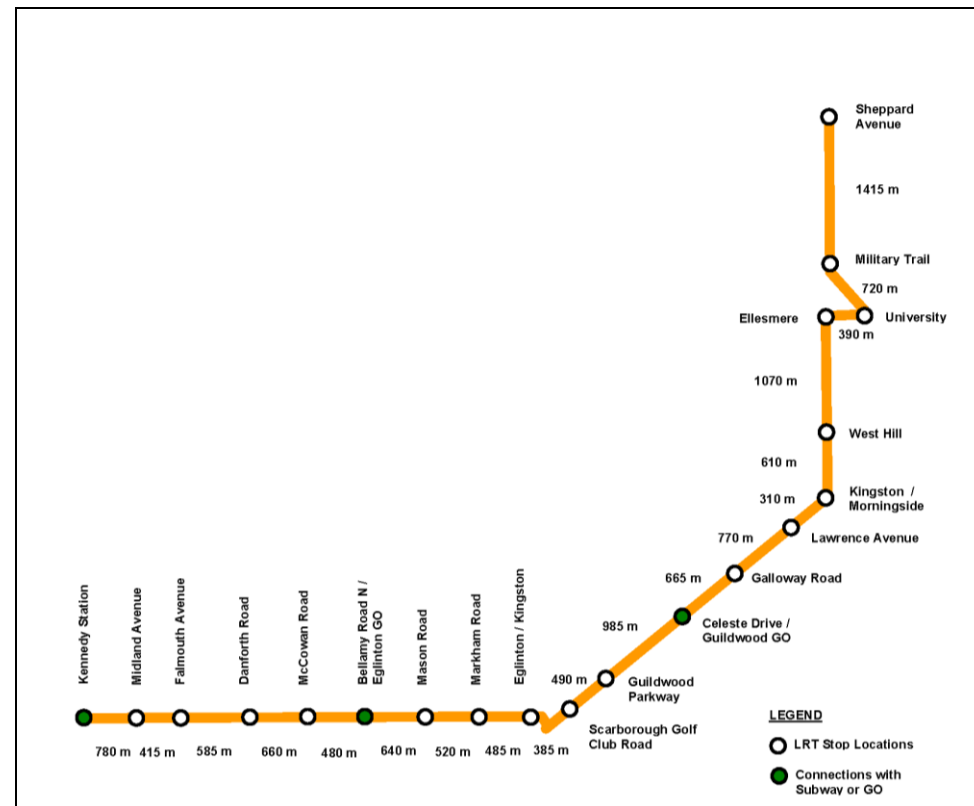 Sheppard
Avenue
1415 m
Military Trail
720 m
Ellesmere
University
390 m
1070 m
West Hill
610 m
310 m
Kingston /
Morningside
770 m
Lawrence Avenue
665 m
Galloway Road
985 m
Celeste Drive /
Guildwood GO
490 m
Guildwood
Parkway
Scarborough Golf
Club Road
Kennedy Station
Midland Avenue
Falmouth Avenue
Danforth Road
McCowan Road
Bellamy Road N /
Eglinton GO
Mason Road
Markham Road
Eglinton / Kingston
780 m
415 m
585 m
660 m
480 m
640 m
520 m
485 m
385 m
LEGEND
LRT Stop Locations
Connections with
Subway or GO